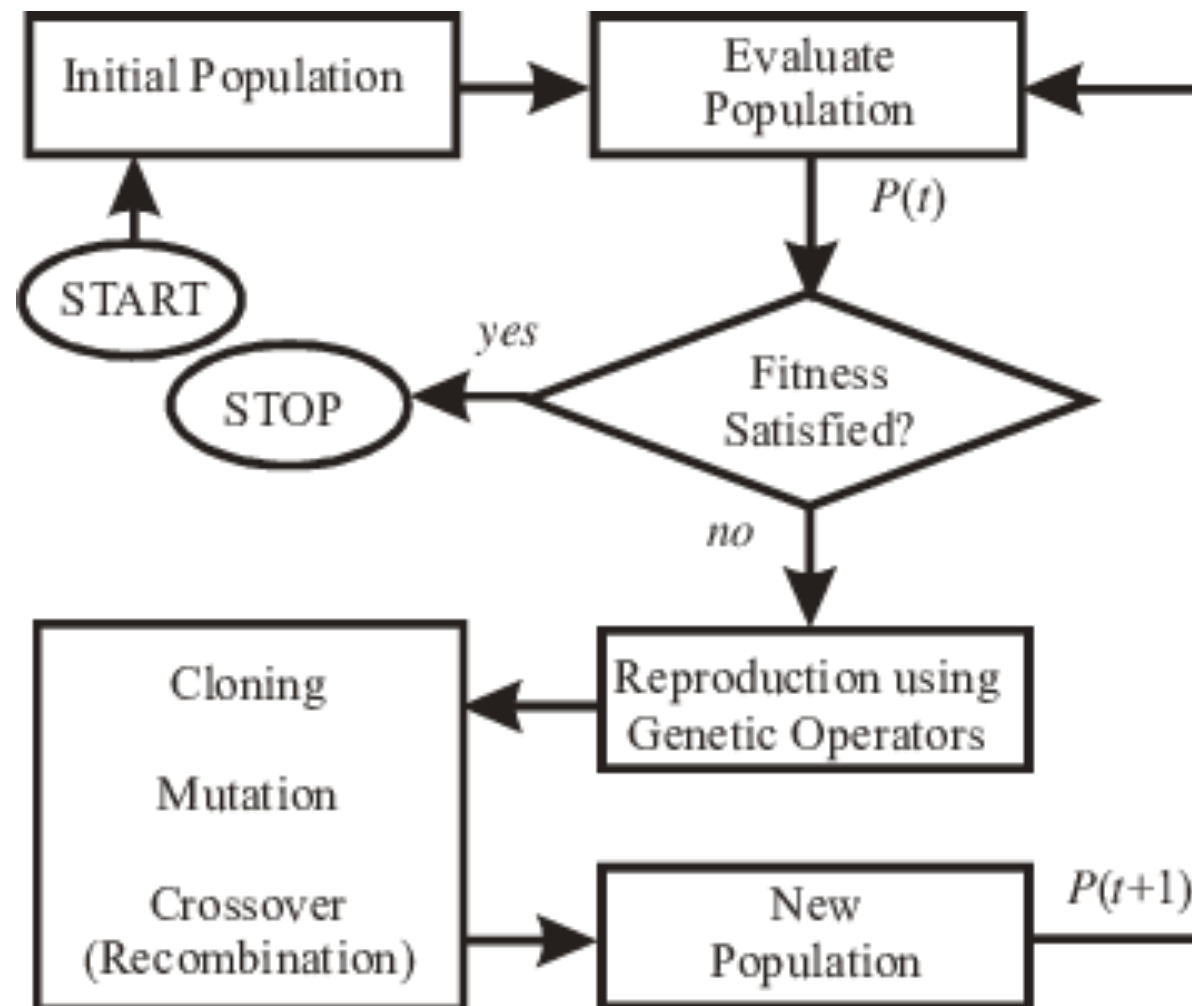 Initial Population
Evaluate
Population
P(t)
START
yes
STOP
Fitness
Satisfied?
no
Reproduction using
Genetic Operators
Cloning
Mutation
Crossover
(Recombination)
New
Population
P(t+1)